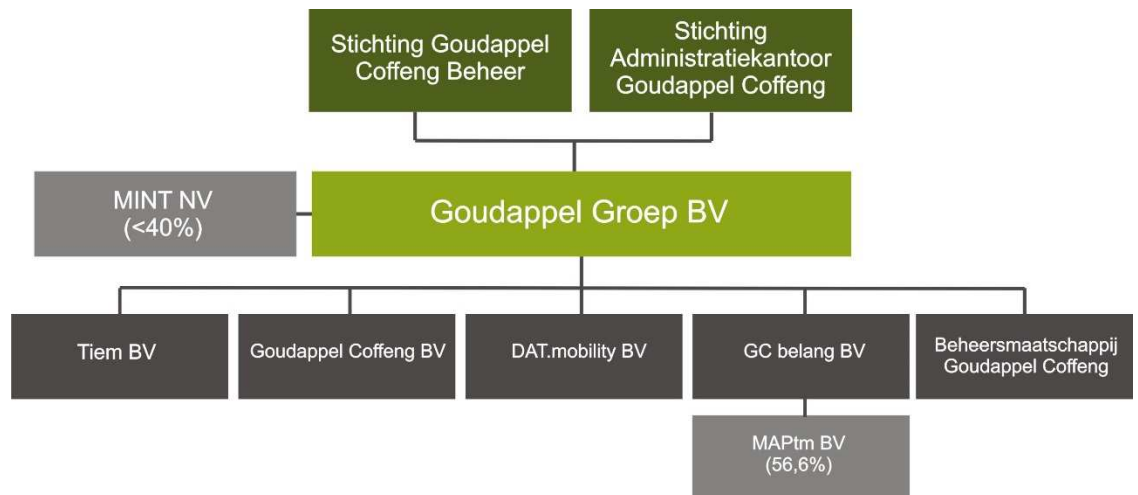 Stichting Goudappel
Coffeng Beheer
Stichting
Administratiekantoor
Goudappel Coffeng
MINT NV
(<40%)
Goudappel Groep BV
Tiem BV
Goudappel Coffeng BV
DAT.mobility BV
GC belang BV
Beheersmaatschappij
Goudappel Coffeng
MAPtm BV
(56,6%)